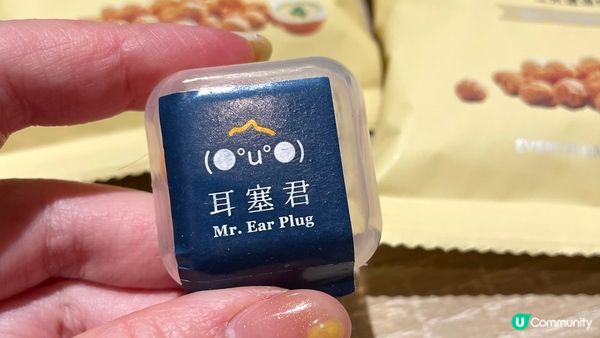 (●°u°●)
耳塞君
Mr. Ear Plug
U Community